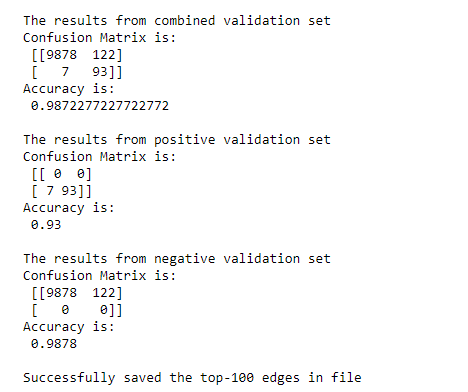 The results from combined validation set
Confusion Matrix is:
[[9878 122]
[ 7 93]]
Accuracy is:
0.9872277227722772
The results from positive validation set
Confusion Matrix is:
[[ 0 0]
[ 7 93]]
Accuracy is:
0.93
The results from negative validation set
Confusion Matrix is:
[[9878 122]
[ 0 0]]
Accuracy is:
0.9878
Successfully saved the top-100 edges in file